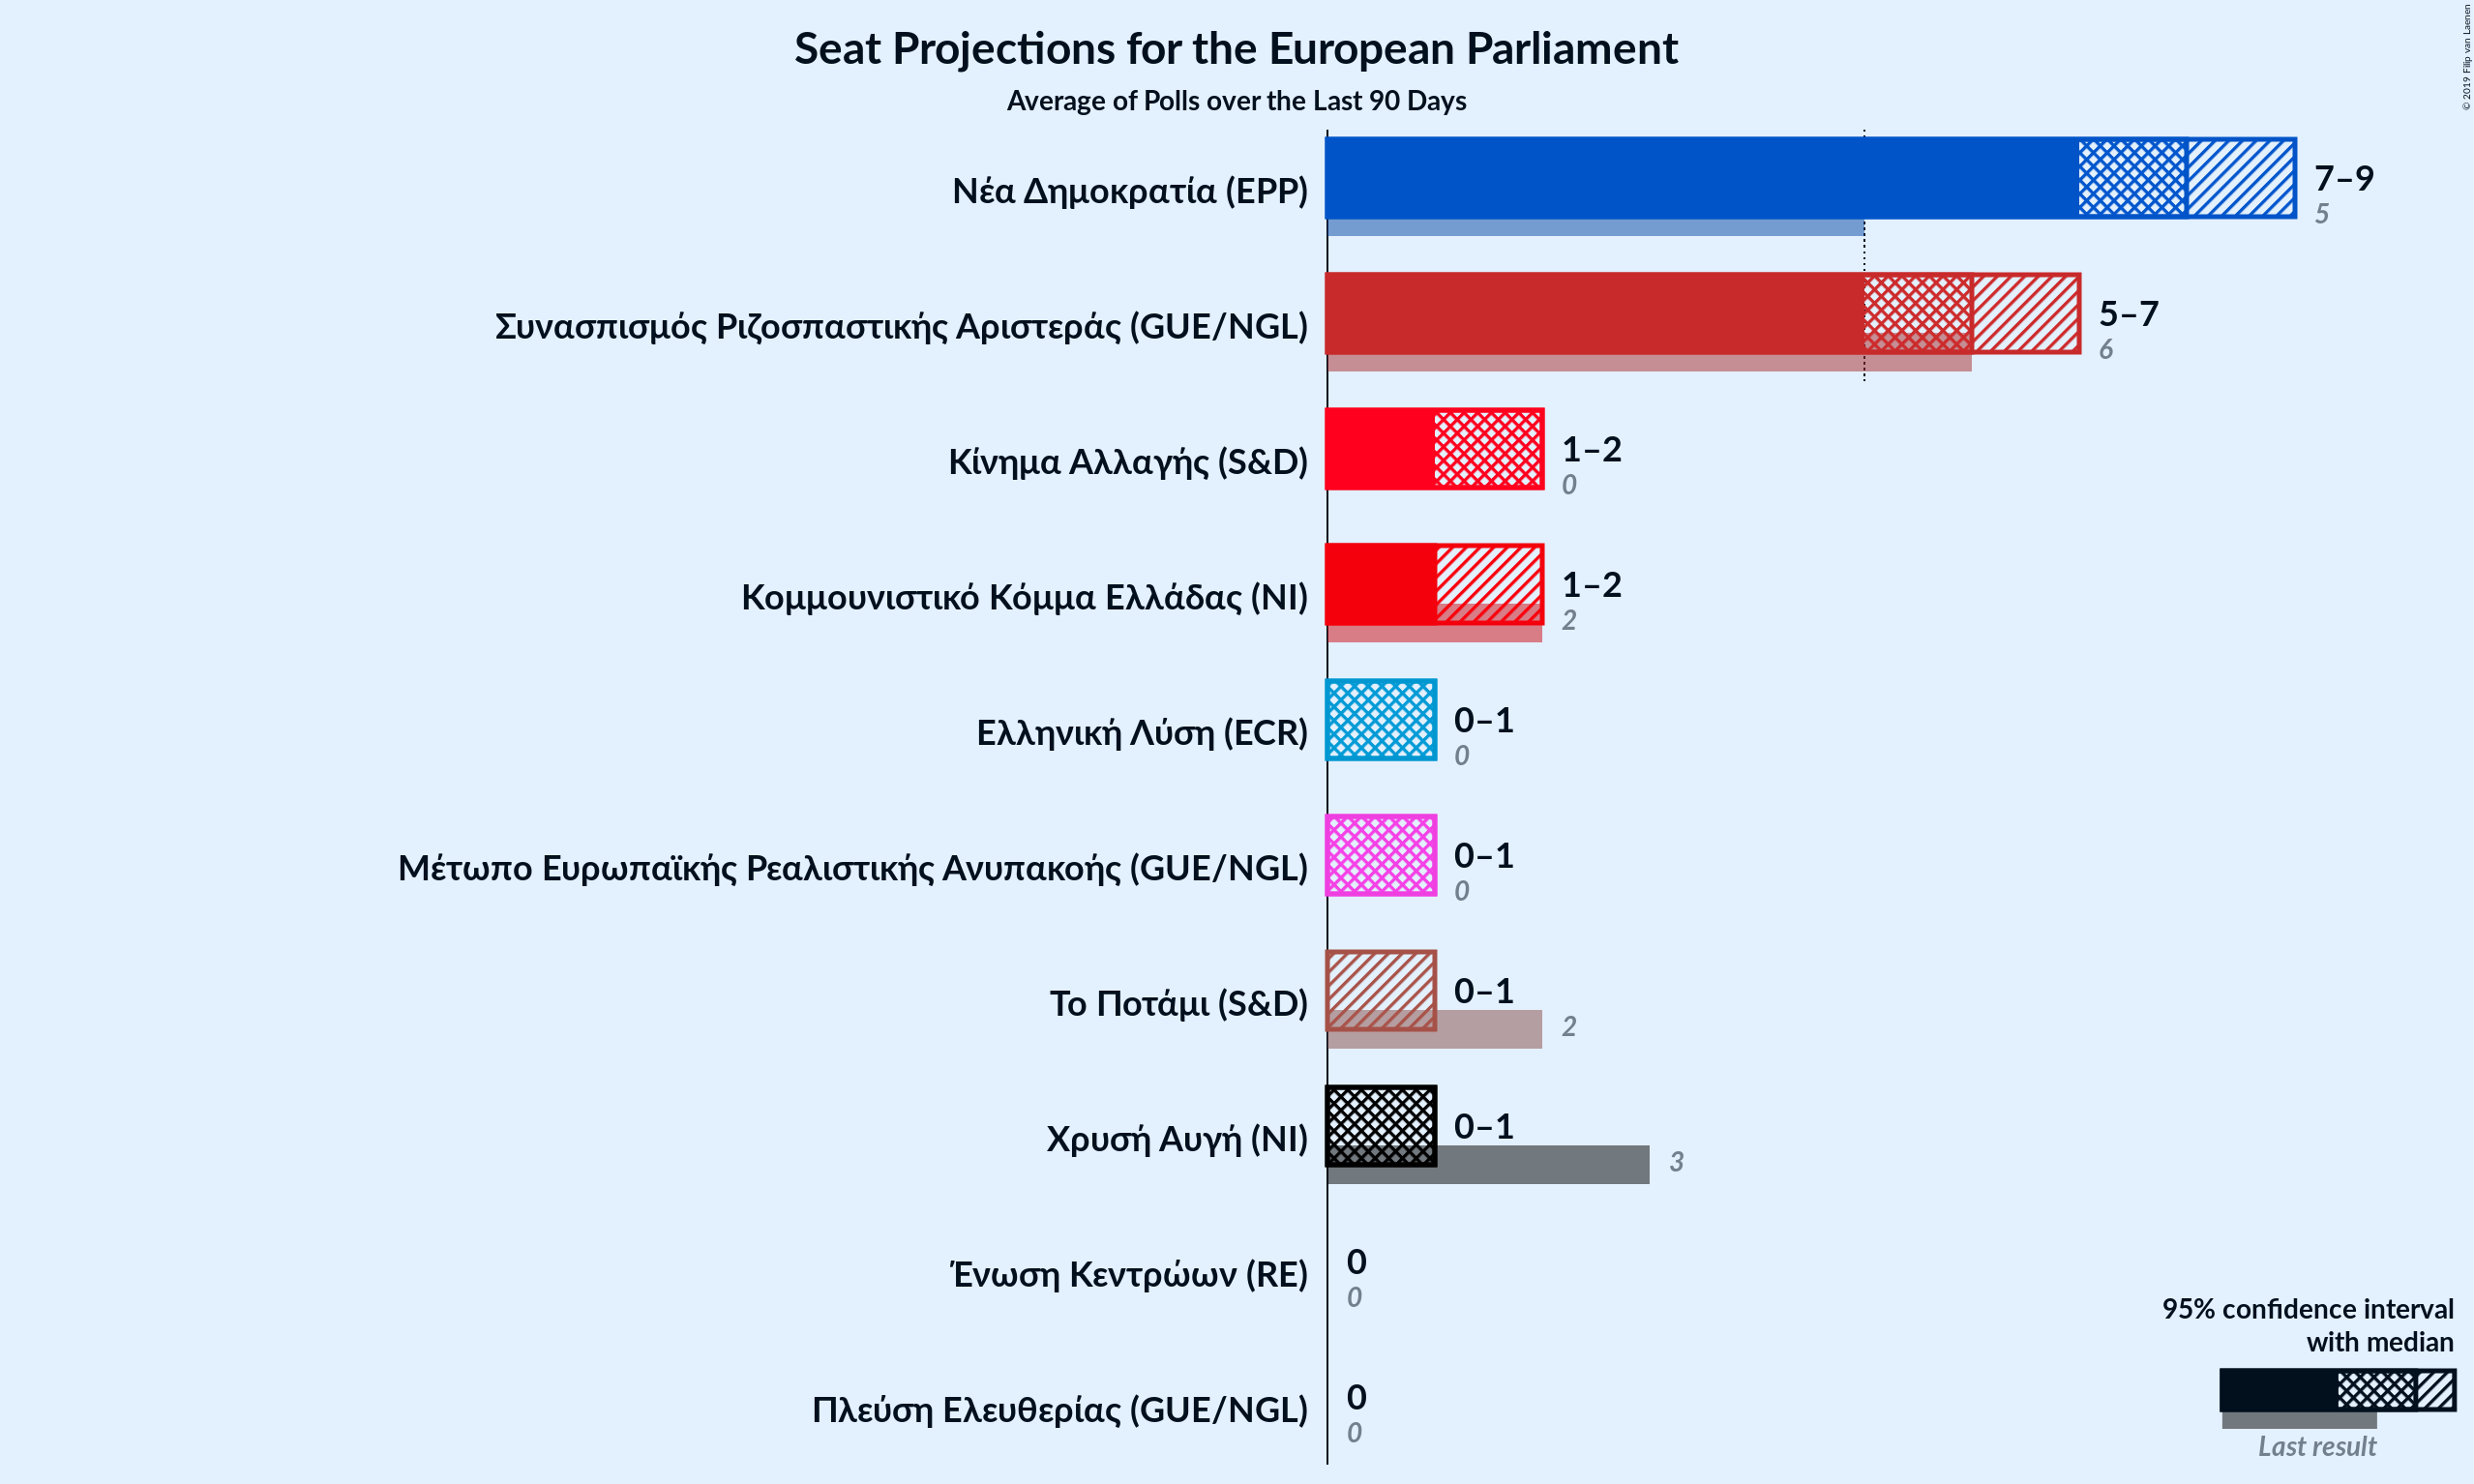 Seat Projections for the European Parliament
Average of Polls over the Last 90 Days
© 2019 Filip van Laenen
Νέα Δημοκρατία (EPP)
7–9
5
Συνασπισμός Ριζοσπαστικής Αριστεράς (GUE/NGL)
5–7
6
Κίνημα Αλλαγής (S&D)
1–2
0
Κομμουνιστικό Κόμμα Ελλάδας (NI)
1–2
2
Ελληνική Λύση (ECR)
0–1
0
Μέτωπο Ευρωπαϊκής Ρεαλιστικής Ανυπακοής (GUE/NGL)
0–1
0
Το Ποτάμι (S&D)
0–1
2
Χρυσή Αυγή (NI)
0–1
3
Ένωση Κεντρώων (RE)
0
0
Πλεύση Ελευθερίας (GUE/NGL)
0
0
95% confidence interval
with median
Last result